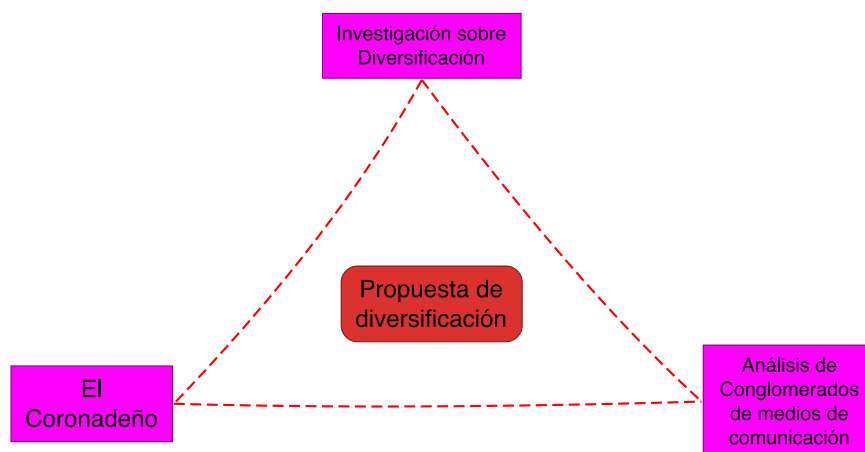 Investigación sobre
Diversificación
Propuesta de
diversificación
El
Coronadeño
Análisis de
Conglomerados
de medios de
comunicación